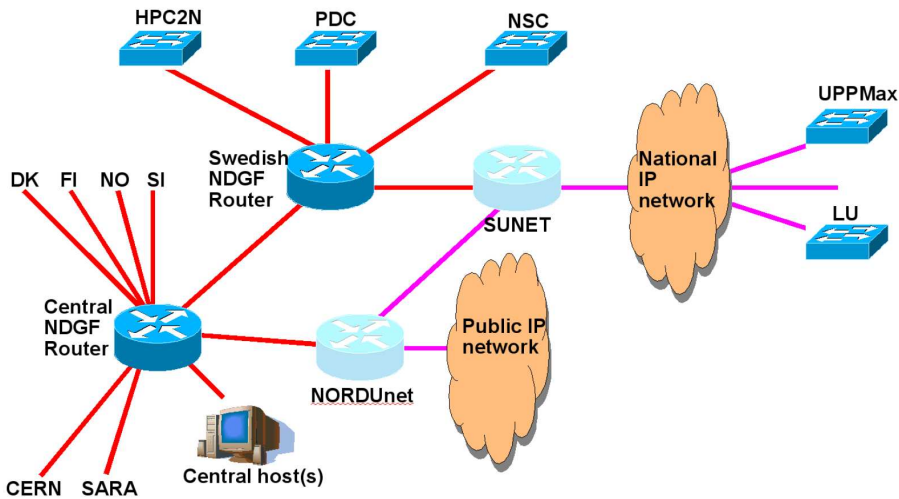 HPC2N
PDC
NSC
UPPMax
Swedish
NDGF
Router
National
IP
network
DK FI NO SI
SUNET
LU
Central
NDGF
Router
Public IP
network
NORDUnet
Central host(s)
CERN
SARA